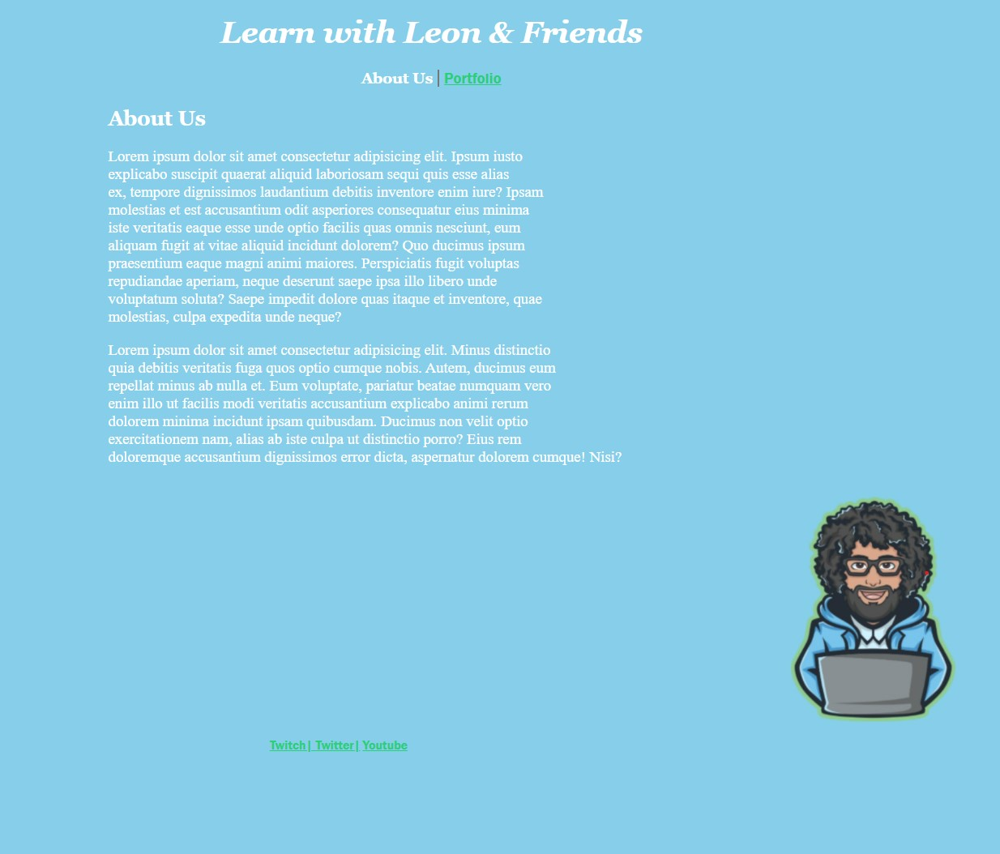 Learn with Leon & Friends
About Us | Portfolio
About Us
Lorem ipsum dolor sit amet consectetur adipisicing elit. Ipsum iusto
explicabo suscipit quaerat aliquid laboriosam sequi quis esse alias
ex, tempore dignissimos laudantium debitis inventore enim iure? Ipsam
molestias et est accusantium odit asperiores consequatur eius minima
iste veritatis eaque esse unde optio facilis quas omnis nesciunt, eum
aliquam fugit at vitae aliquid incidunt dolorem? Quo ducimus ipsum
praesentium eaque magni animi maiores. Perspiciatis fugit voluptas
repudiandae aperiam, neque deserunt saepe ipsa illo libero unde
voluptatum soluta? Saepe impedit dolore quas itaque et inventore, quae
molestias, culpa expedita unde neque?
Lorem ipsum dolor sit amet consectetur adipisicing elit. Minus distinctio
quia debitis veritatis fuga quos optio cumque nobis. Autem, ducimus eum
repellat minus ab nulla et. Eum voluptate, pariatur beatae numquam vero
enim illo ut facilis modi veritatis accusantium explicabo animi rerum
dolorem minima incidunt ipsam quibusdam. Ducimus non velit optio
exercitationem nam, alias ab iste culpa ut distinctio porro? Eius rem
doloremque accusantium dignissimos error dicta, aspernatur dolorem cumque! Nisi?
Twitch| Twitter| Youtube